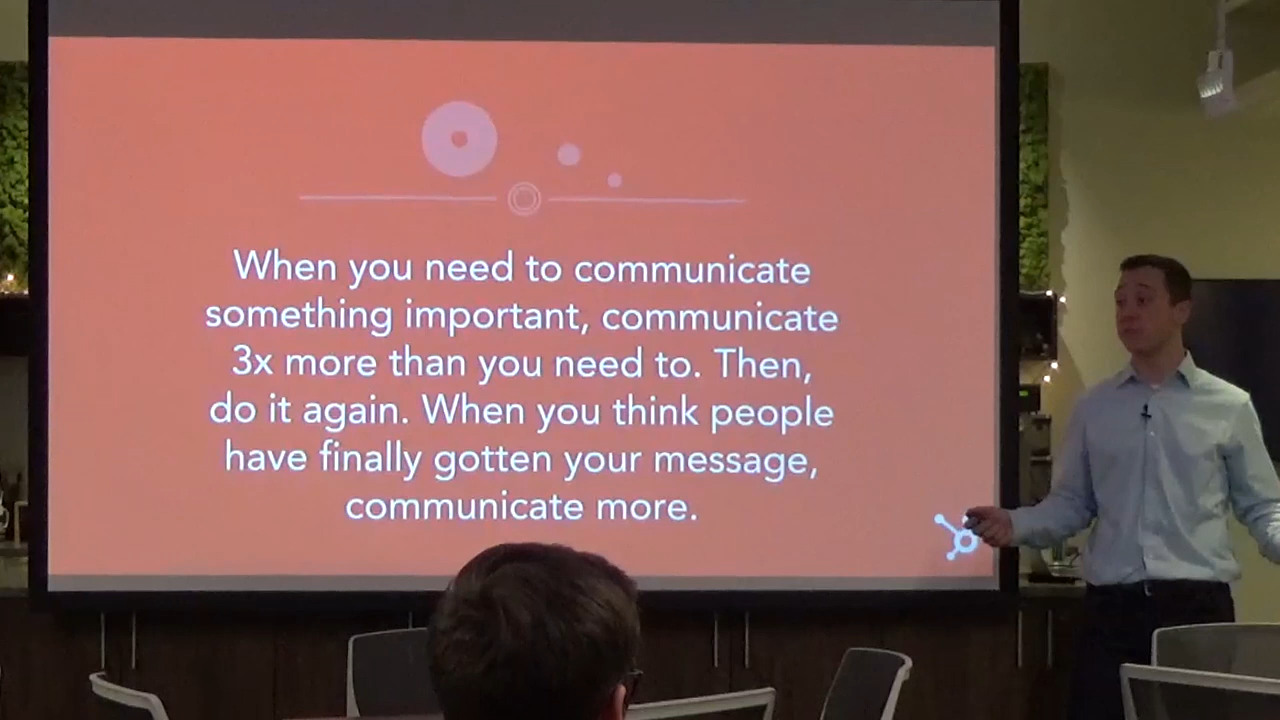 When you need to communicate
something important, communicate
3x more than you need to. Then,
do it again. When you think people
have finally gotten your message,
communicate more.